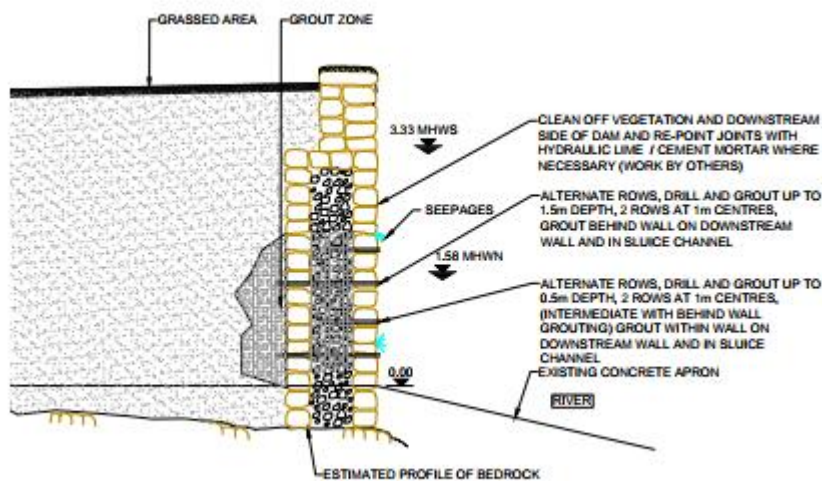 GRASSED AREA
GROUT ZONE
3.33 MHWS
CLEAN OFF VEGETATION AND DOWNSTREAM
SIDE OF DAM AND RE-POINT JOINTS WITH
HYDRAULIC LIME / CEMENT MORTAR WHERE
NECESSARY (WORK BY OTHERS)
SEEPAGES
ALTERNATE ROWS, DRILL AND GROUT UP TO
1.5m DEPTH, 2 ROWS AT 1m CENTRES,
GROUT BEHIND WALL ON DOWNSTREAM
WALL AND IN SLUICE CHANNEL
1.58 MHWN
ALTERNATE ROWS, DRILL AND GROUT UP TO
0.5m DEPTH, 2 ROWS AT 1m CENTRES,
(INTERMEDIATE WITH BEHIND WALL
GROUTING) GROUT WITHIN WALL ON
DOWNSTREAM WALL AND IN SLUICE
CHANNEL
0.00
EXISTING CONCRETE APRON
RIVER
ESTIMATED PROFILE OF BEDROCK